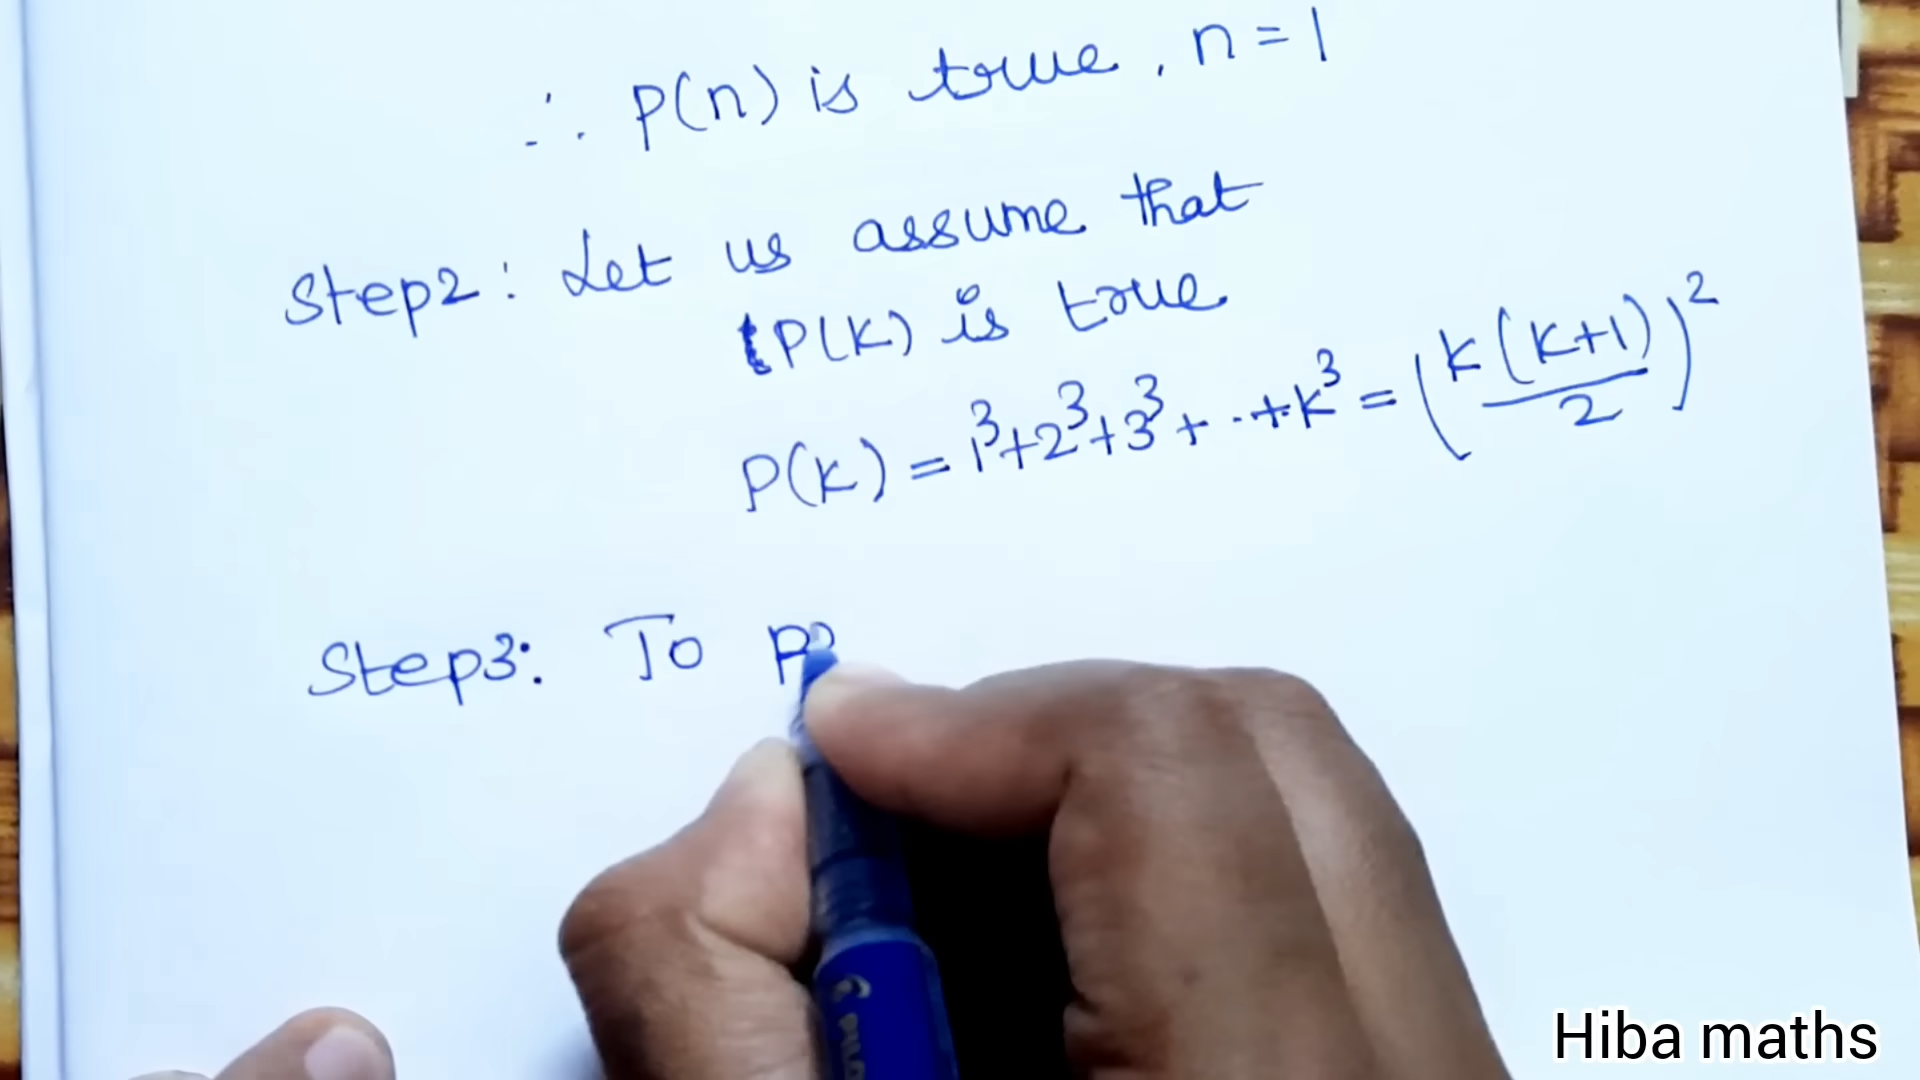 ∴ P(n) is true, n = 1
Step2: Let us assume that
P(K) is true
P(K) = 1³+2³+3³+ ··+K³ = (K(K+1)/2)²
Step3: To
PILO
Hiba maths